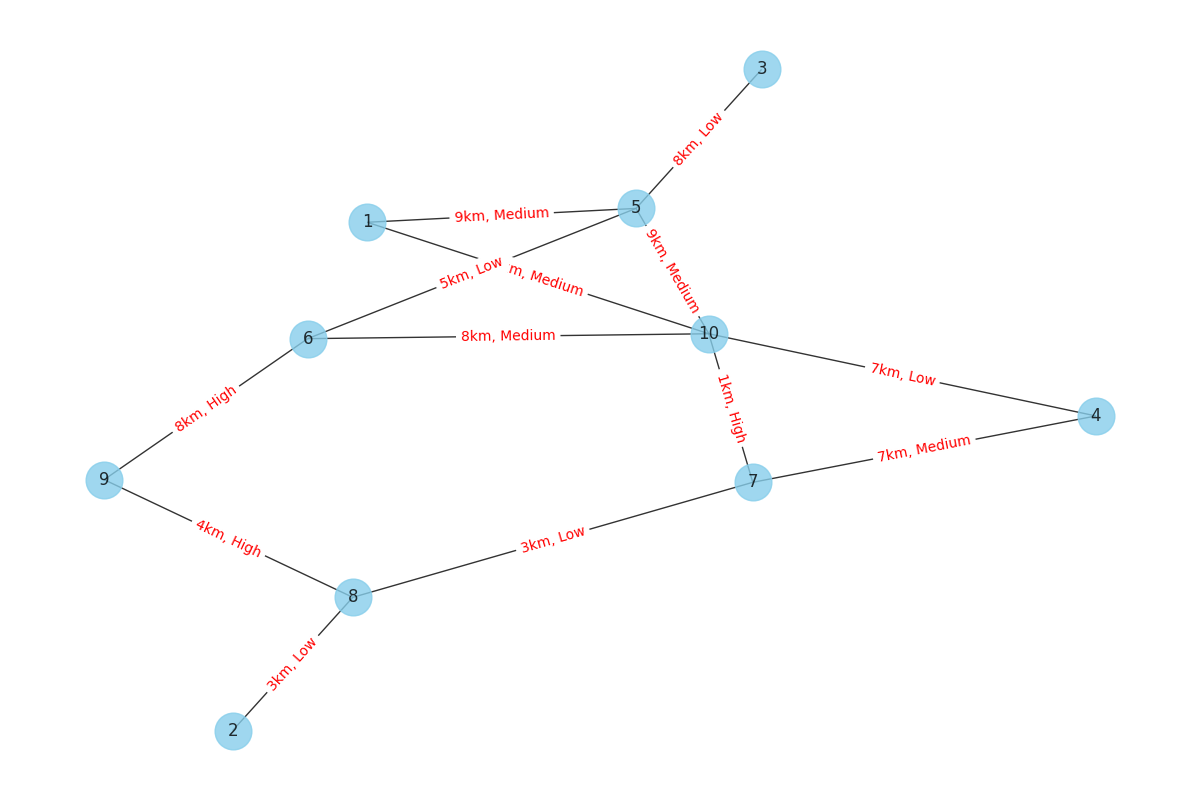 3
8km, Low
1
9km, Medium
5
9km, Medium
5km, Low
m, Medium
6
8km, Medium
10
7km, Low
8km, High
1km, High
4
7km, Medium
9
7
4km, High
3km, Low
8
3km, Low
2